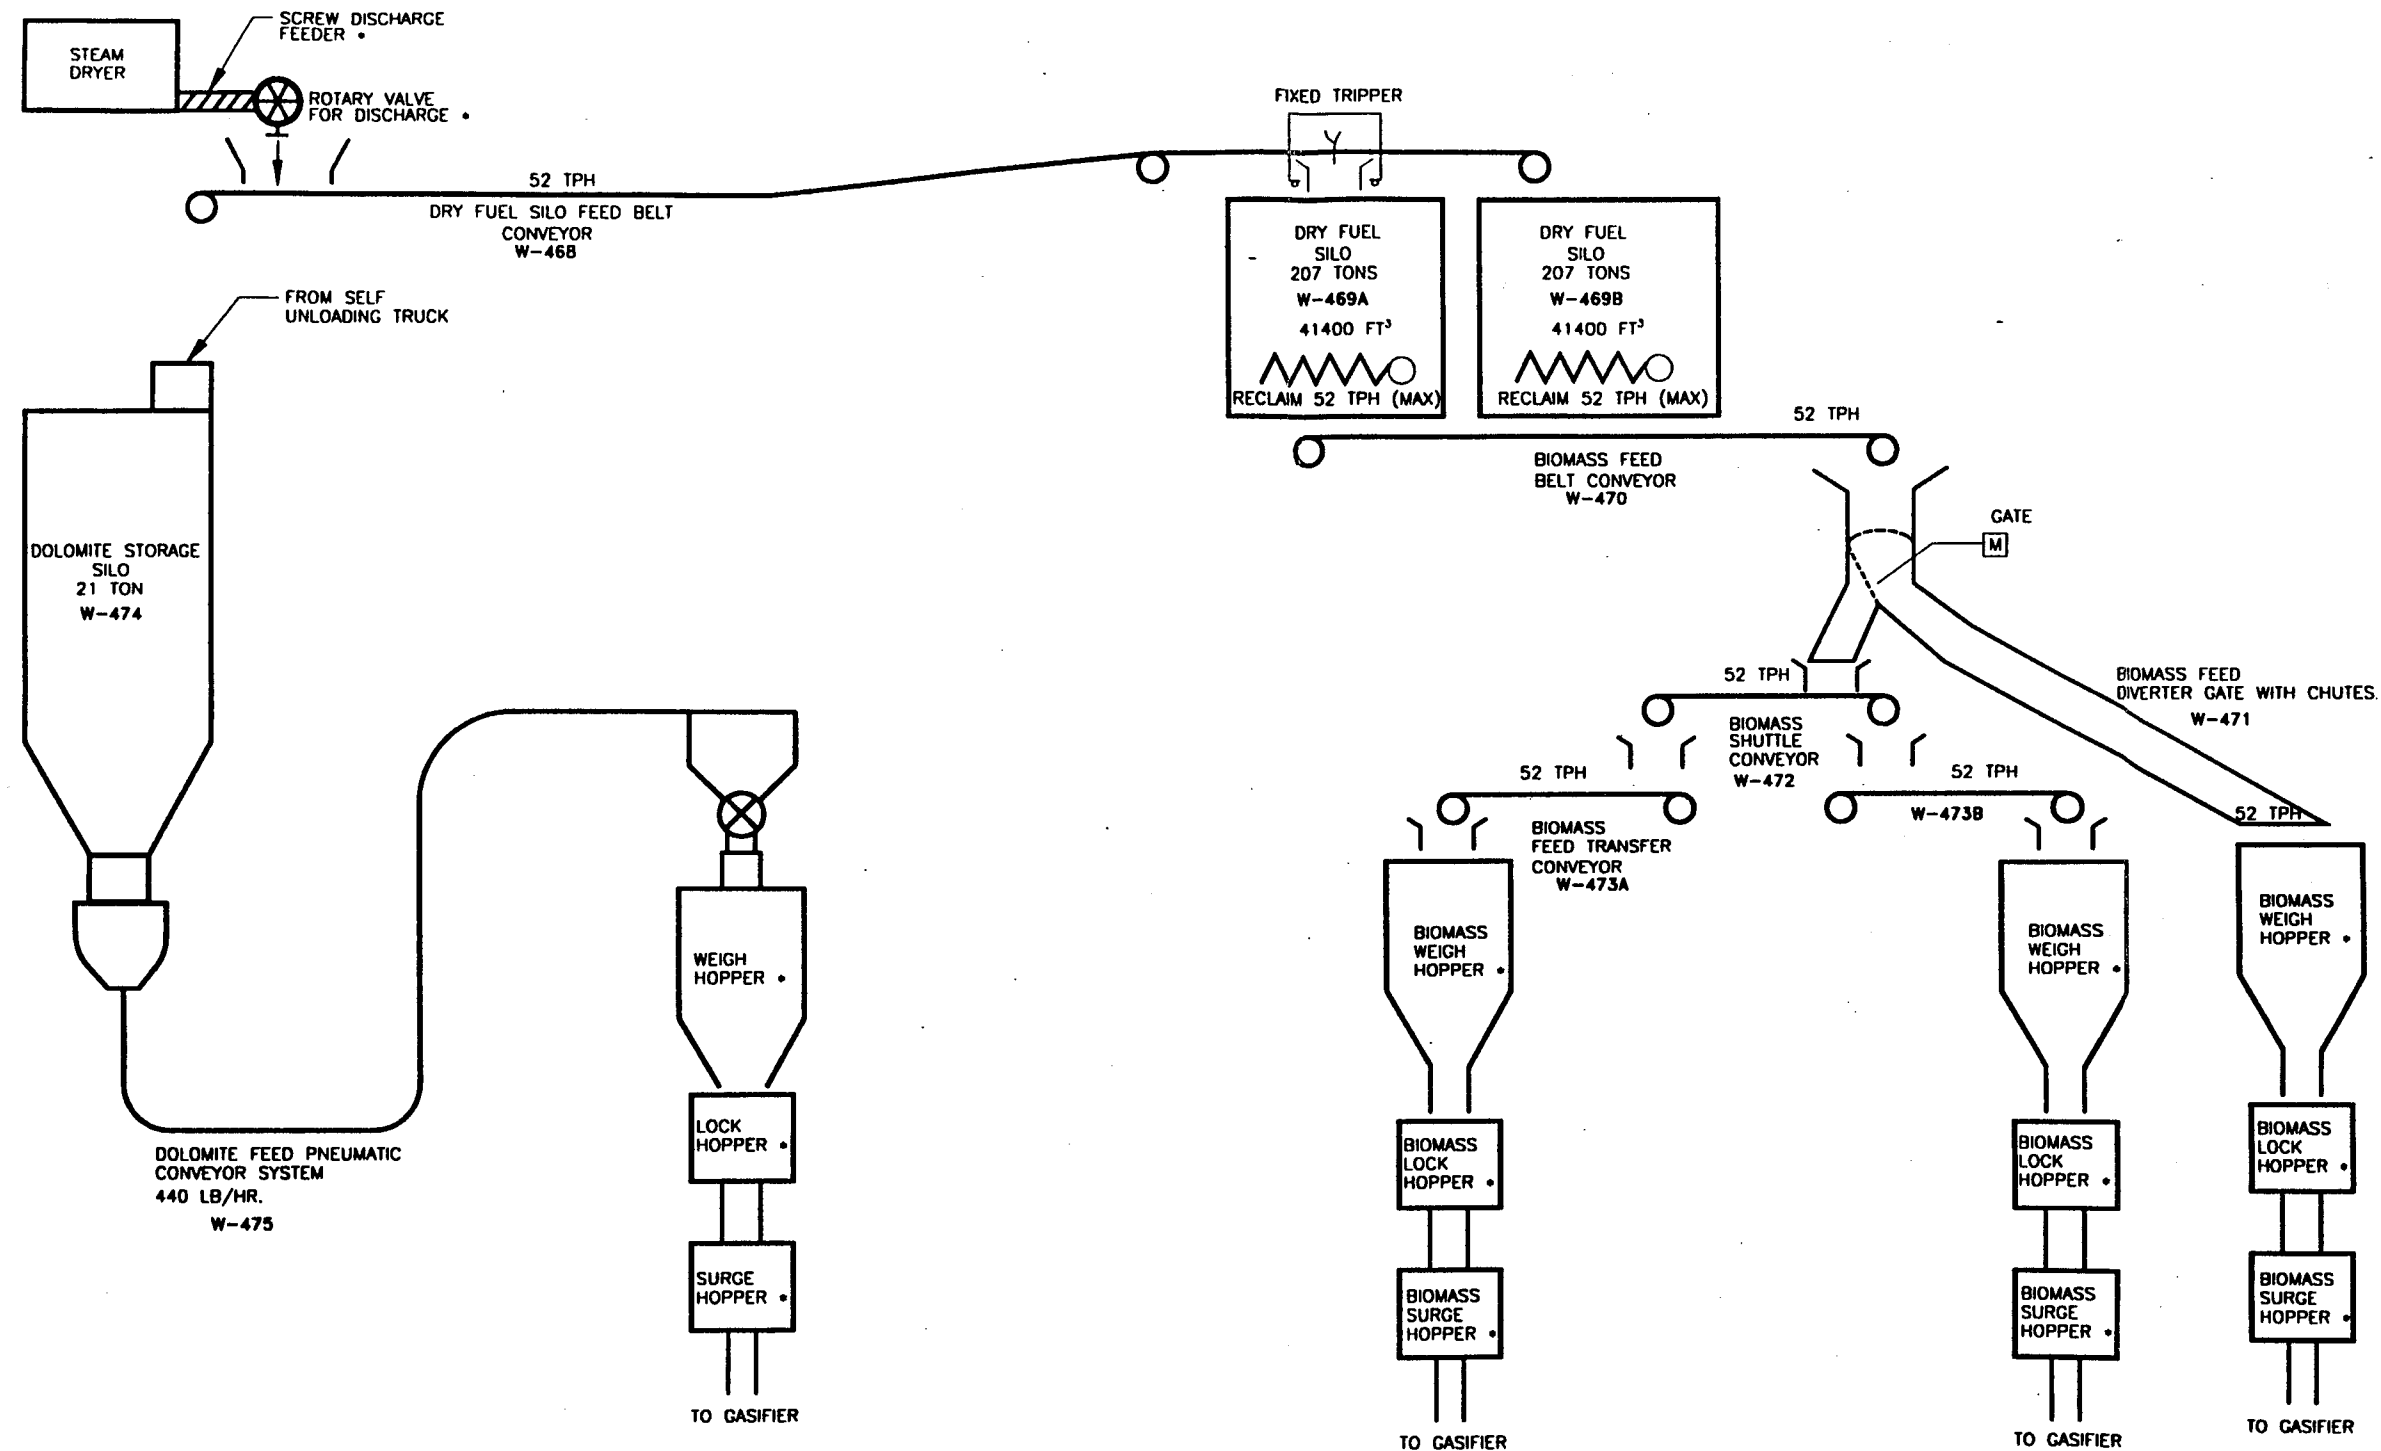 SCREW DISCHARGE
FEEDER *
STEAM
DRYER
ROTARY VALVE
FOR DISCHARGE *
FIXED TRIPPER
52 TPH
DRY FUEL SILO FEED BELT
CONVEYOR
W-468
DRY FUEL
SILO
207 TONS
W-469A
41400 FT³
RECLAIM 52 TPH (MAX)
DRY FUEL
SILO
207 TONS
W-469B
41400 FT³
RECLAIM 52 TPH (MAX)
FROM SELF
UNLOADING TRUCK
52 TPH
BIOMASS FEED
BELT CONVEYOR
W-470
GATE
M
DOLOMITE STORAGE
SILO
21 TON
W-474
52 TPH
BIOMASS FEED
DIVERTER GATE WITH CHUTES.
W-471
BIOMASS
SHUTTLE
CONVEYOR
W-472
52 TPH
BIOMASS
FEED TRANSFER
CONVEYOR
W-473A
52 TPH
W-473B
52 TPH
WEIGH
HOPPER *
LOCK
HOPPER *
SURGE
HOPPER *
TO GASIFIER
DOLOMITE FEED PNEUMATIC
CONVEYOR SYSTEM
440 LB/HR.
W-475
BIOMASS
WEIGH
HOPPER *
BIOMASS
LOCK
HOPPER *
BIOMASS
SURGE
HOPPER *
TO GASIFIER
BIOMASS
WEIGH
HOPPER *
BIOMASS
LOCK
HOPPER *
BIOMASS
SURGE
HOPPER *
TO GASIFIER
BIOMASS
WEIGH
HOPPER *
BIOMASS
LOCK
HOPPER *
BIOMASS
SURGE
HOPPER *
TO GASIFIER